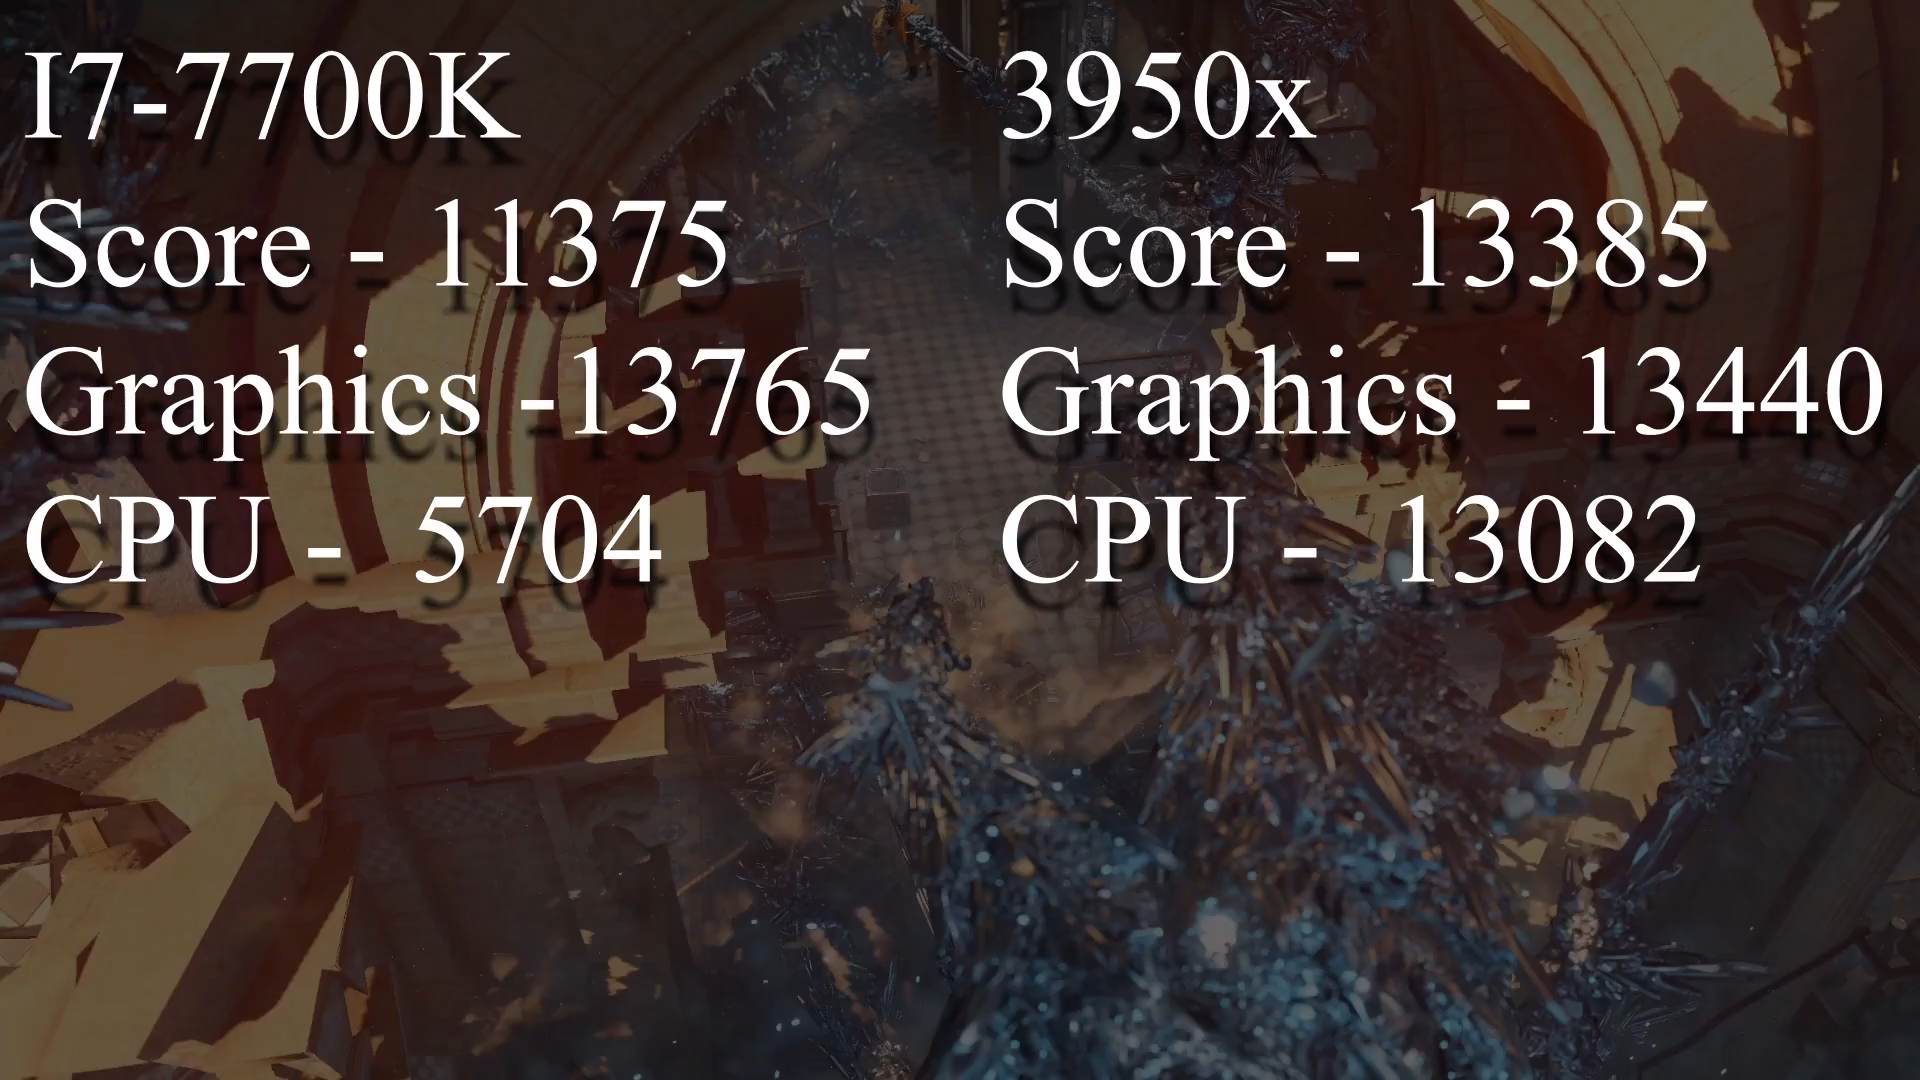 I7-7700K
Score - 11375
Graphics -13765
CPU -  5704
3950x
Score - 13385
Graphics - 13440
CPU -  13082